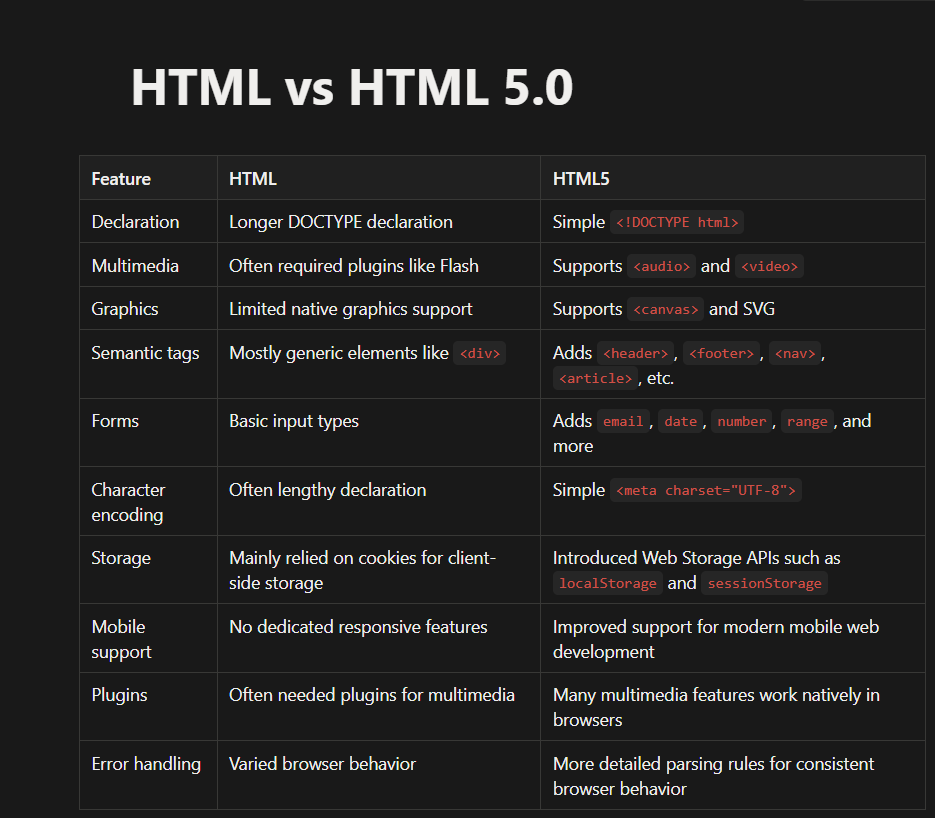 HTML vs HTML 5.0
Feature HTML HTML5
Declaration Longer DOCTYPE declaration Simple <!DOCTYPE html>
Multimedia Often required plugins like Flash Supports <audio> and <video>
Graphics Limited native graphics support Supports <canvas> and SVG
Semantic tags Mostly generic elements like <div> Adds <header>, <footer>, <nav>,
<article>, etc.
Forms Basic input types Adds email, date, number, range, and
more
Character Often lengthy declaration Simple <meta charset="UTF-8">
encoding
Storage Mainly relied on cookies for client- Introduced Web Storage APIs such as
side storage localStorage and sessionStorage
Mobile No dedicated responsive features Improved support for modern mobile web
support development
Plugins Often needed plugins for multimedia Many multimedia features work natively in
browsers
Error handling Varied browser behavior More detailed parsing rules for consistent
browser behavior